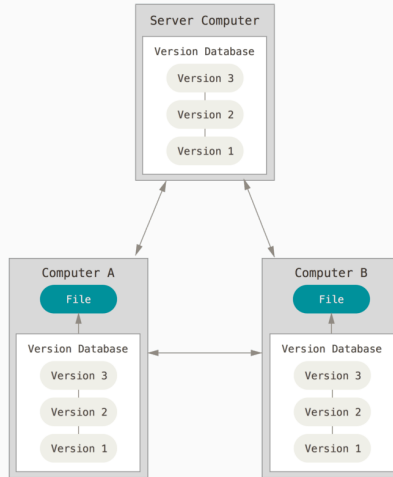 Server Computer
Version Database
Version 3
Version 2
Version 1
Computer A
File
Version Database
Version 3
Version 2
Version 1
Computer B
File
Version Database
Version 3
Version 2
Version 1